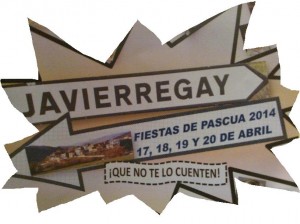 JAVIERREGAY
FIESTAS DE PASCUA 2014
17, 18, 19 Y 20 DE ABRIL
¡QUE NO TE LO CUENTEN!